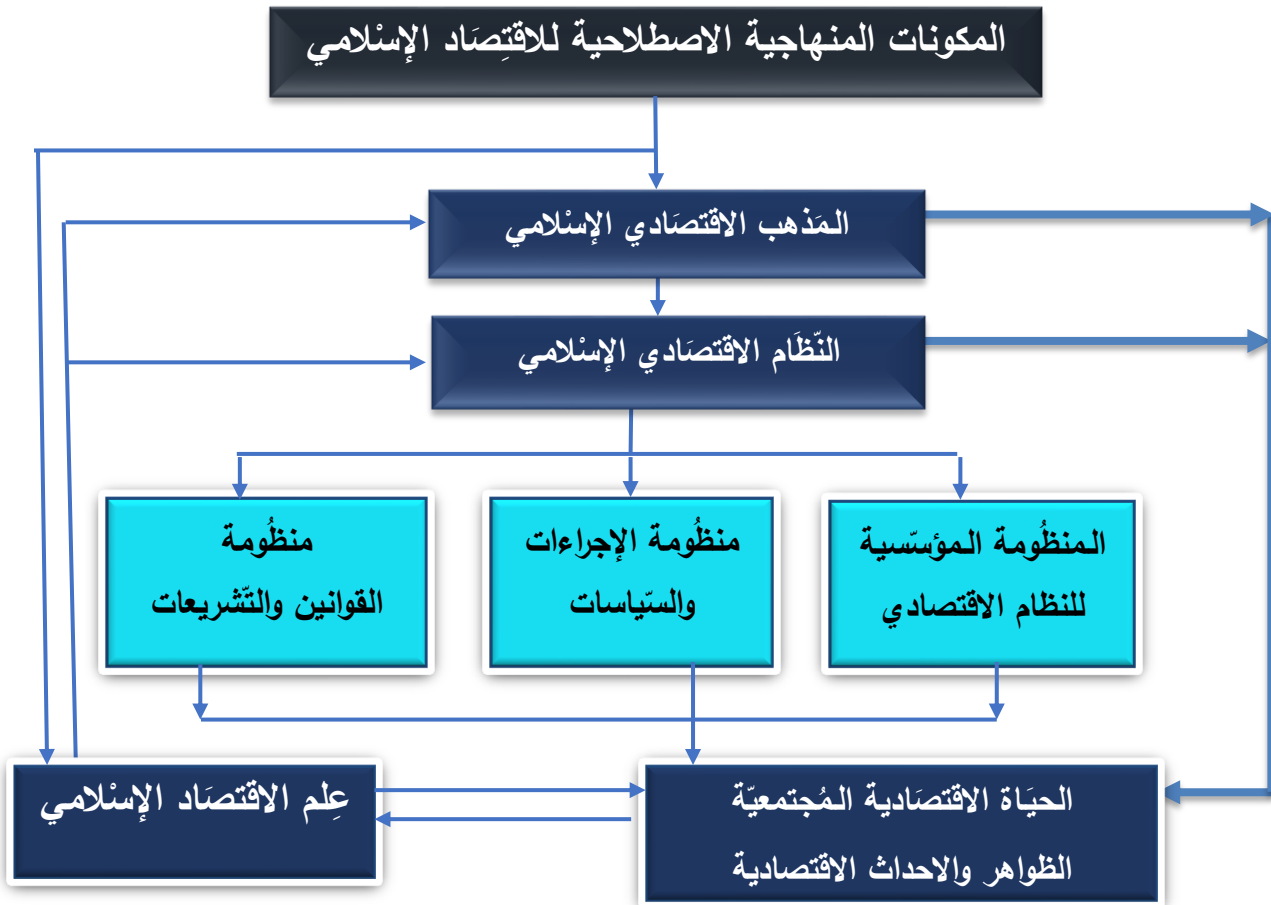 المكونات المنهاجية الاصطلاحية للاقتِصَاد الإسْلامي
المَذهب الاقتصَادي الإسْلامي
النّظَام الاقتصَادي الإسْلامي
المنظُومة المؤسّسية
للنظام الاقتصادي
منظُومة الإجراءات
والسّياسات
منظُومة
القوانين والتّشريعات
الحيَاة الاقتصَادية المُجتمعيّة
الظواهر والاحداث الاقتصادية
عِلم الاقتصَاد الإسْلامي